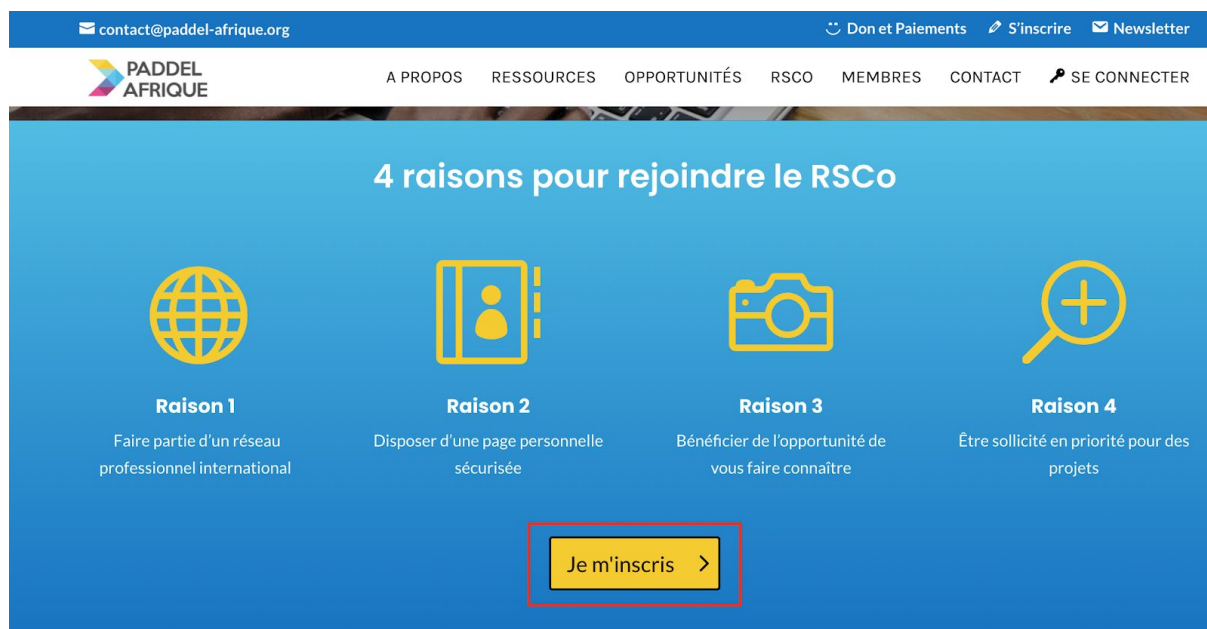 contact@paddel-afrique.org
Don et Paiements S'inscrire Newsletter
PADDEL
AFRIQUE
A PROPOS RESSOURCES OPPORTUNITÉS RSCO MEMBRES CONTACT SE CONNECTER
4 raisons pour rejoindre le RSCo
Raison 1
Faire partie d'un réseau
professionnel international
Raison 2
Disposer d'une page personnelle
sécurisée
Raison 3
Bénéficier de l'opportunité de
vous faire connaître
Raison 4
Être sollicité en priorité pour des
projets
Je m'inscris